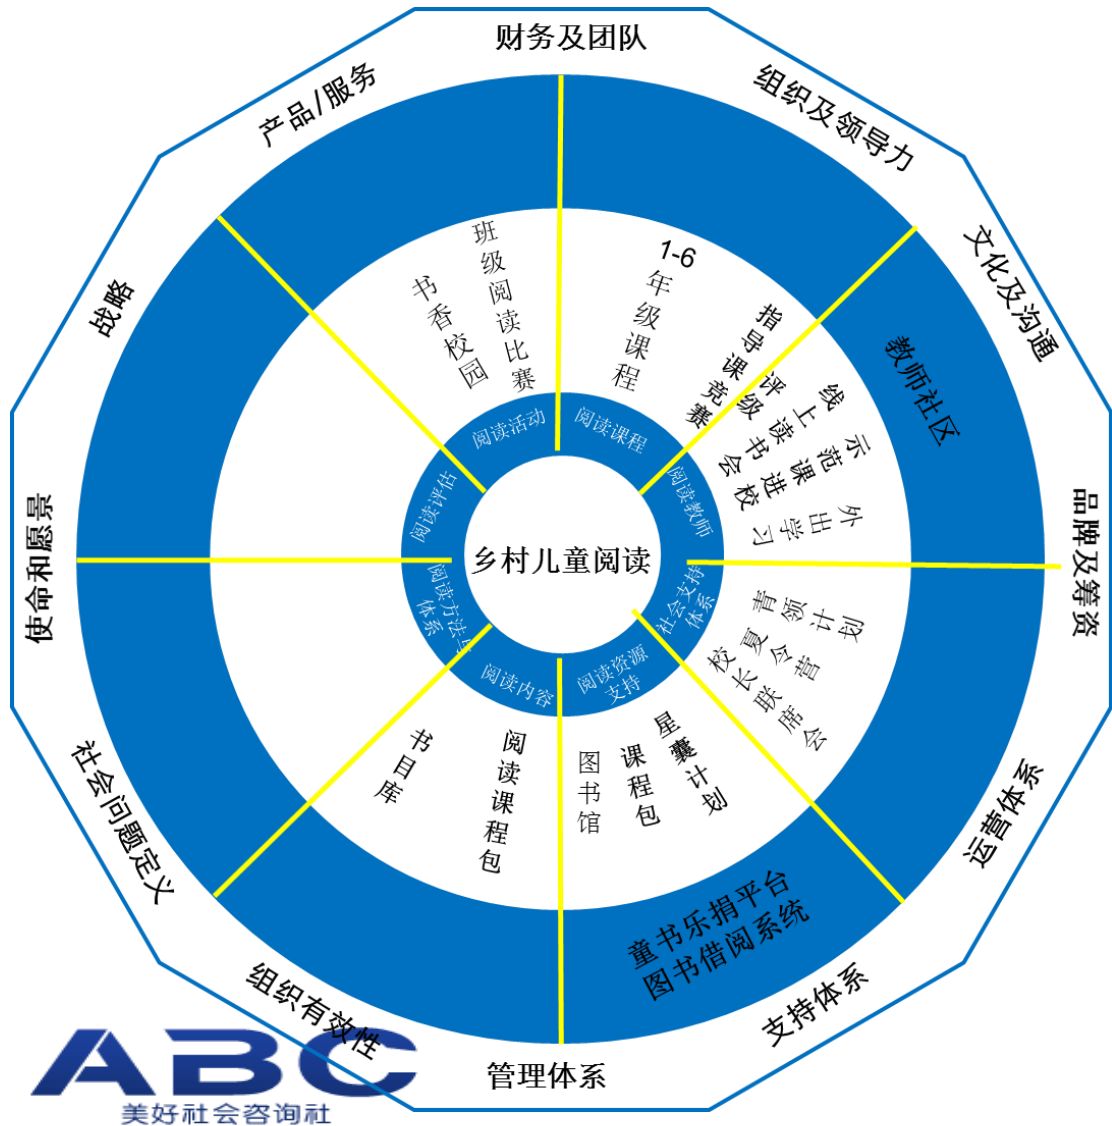 财务及团队
组织及领导力
文化及沟通
品牌及筹资
运营体系
支持体系
管理体系
组织有效性
社会问题定义
使命和愿景
战略
产品/服务
教师社区
童书乐捐平台
图书借阅系统
班级阅读比赛
书香校园
1-6
年级课程
指导课竞赛
评级
线上读书会
示范课进校
外出学习
青领计划
夏令营
校长联席会
星囊计划
课程包
图书馆
阅读课程包
书目库
阅读活动
阅读课程
阅读教师
社会支持
体系
阅读资源
支持
阅读内容
阅读方法与
体系
阅读评估
乡村儿童阅读
ABC
美好社会咨询社